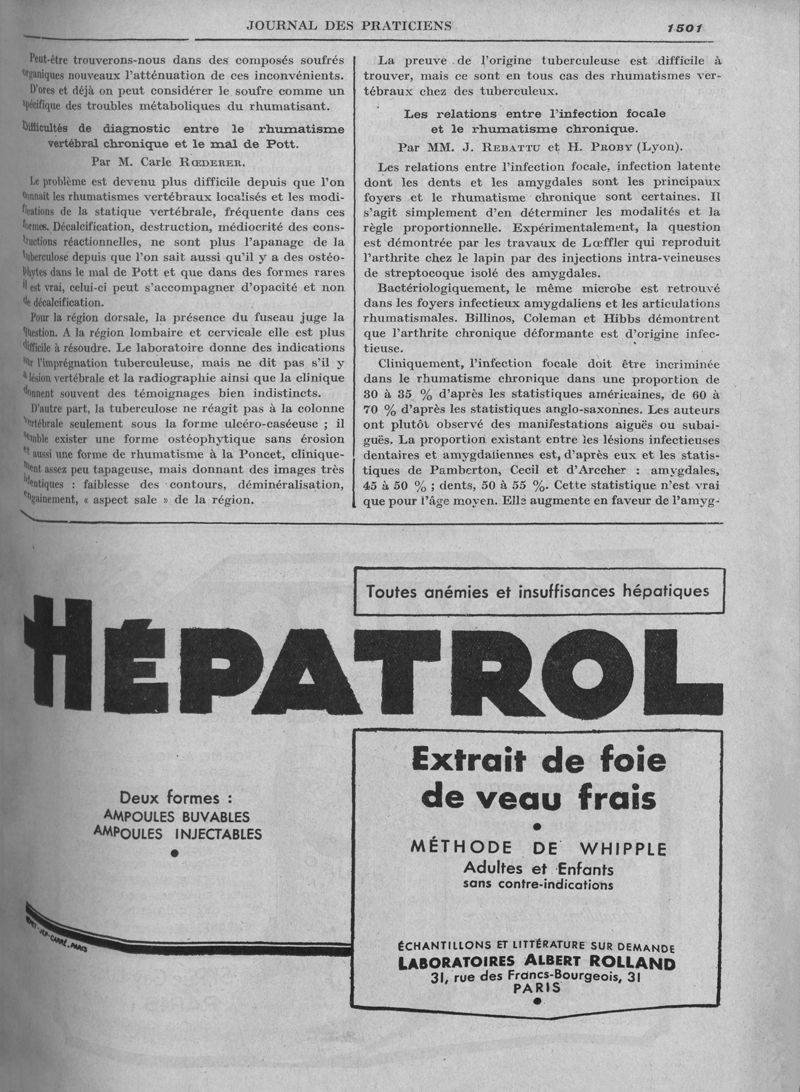 JOURNAL DES PRATICIENS
1501
Peut-être trouverons-nous dans des composés soufrés
organiques nouveaux l'atténuation de ces inconvénients.
D'ores et déjà on peut considérer le soufre comme un
spécifique des troubles métaboliques du rhumatisant.
Difficultés de diagnostic entre le rhumatisme
vertébral chronique et le mal de Pott.
Par M. Carle RŒDERER.
Le problème est devenu plus difficile depuis que l'on
connaît les rhumatismes vertébraux localisés et les modi-
fications de la statique vertébrale, fréquente dans ces
formes. Décalcification, destruction, médiocrité des cons-
tructions réactionnelles, ne sont plus l'apanage de la
tuberculose depuis que l'on sait aussi qu'il y a des ostéo-
phytes dans le mal de Pott et que dans des formes rares
il est vrai, celui-ci peut s'accompagner d'opacité et non
de décalcification.
Pour la région dorsale, la présence du fuseau juge la
question. A la région lombaire et cervicale elle est plus
difficile à résoudre. Le laboratoire donne des indications
sur l'imprégnation tuberculeuse, mais ne dit pas s'il y
a lésion vertébrale et la radiographie ainsi que la clinique
donnent souvent des témoignages bien indistincts.
D'autre part, la tuberculose ne réagit pas à la colonne
vertébrale seulement sous la forme ulcéro-caséeuse ; il
semble exister une forme ostéophytique sans érosion
et aussi une forme de rhumatisme à la Poncet, clinique-
ment assez peu tapageuse, mais donnant des images très
identiques : faiblesse des contours, déminéralisation,
engainement, « aspect sale » de la région.
La preuve de l'origine tuberculeuse est difficile à
trouver, mais ce sont en tous cas des rhumatismes ver-
tébraux chez des tuberculeux.
Les relations entre l'infection focale
et le rhumatisme chronique.
Par MM. J. REBATTU et H. PROBY (Lyon).
Les relations entre l'infection focale, infection latente
dont les dents et les amygdales sont les principaux
foyers et le rhumatisme chronique sont certaines. Il
s'agit simplement d'en déterminer les modalités et la
règle proportionnelle. Expérimentalement, la question
est démontrée par les travaux de Lœffler qui reproduit
l'arthrite chez le lapin par des injections intra-veineuses
de streptocoque isolé des amygdales.
Bactériologiquement, le même microbe est retrouvé
dans les foyers infectieux amygdaliens et les articulations
rhumatismales. Billinos, Coleman et Hibbs démontrent
que l'arthrite chronique déformante est d'origine infec-
tieuse.
Cliniquement, l'infection focale doit être incriminée
dans le rhumatisme chronique dans une proportion de
30 à 35 % d'après les statistiques américaines, de 60 à
70 % d'après les statistiques anglo-saxonnes. Les auteurs
ont plutôt observé des manifestations aiguës ou subai-
guës. La proportion existant entre les lésions infectieuses
dentaires et amygdaliennes est, d'après eux et les statis-
tiques de Pamberton, Cecil et d'Arecher : amygdales,
45 à 50 % ; dents, 50 à 55 %. Cette statistique n'est vrai
que pour l'âge moyen. Elle augmente en faveur de l'amyg-
Toutes anémies et insuffisances hépatiques
HÉPATROL
Deux formes :
AMPOULES BUVABLES
AMPOULES INJECTABLES
Extrait de foie
de veau frais
MÉTHODE DE WHIPPLE
Adultes et Enfants
sans contre-indications
ÉCHANTILLONS ET LITTÉRATURE SUR DEMANDE
LABORATOIRES ALBERT ROLLAND
31, rue des Francs-Bourgeois, 31
PARIS
CARRÉ-PARIS